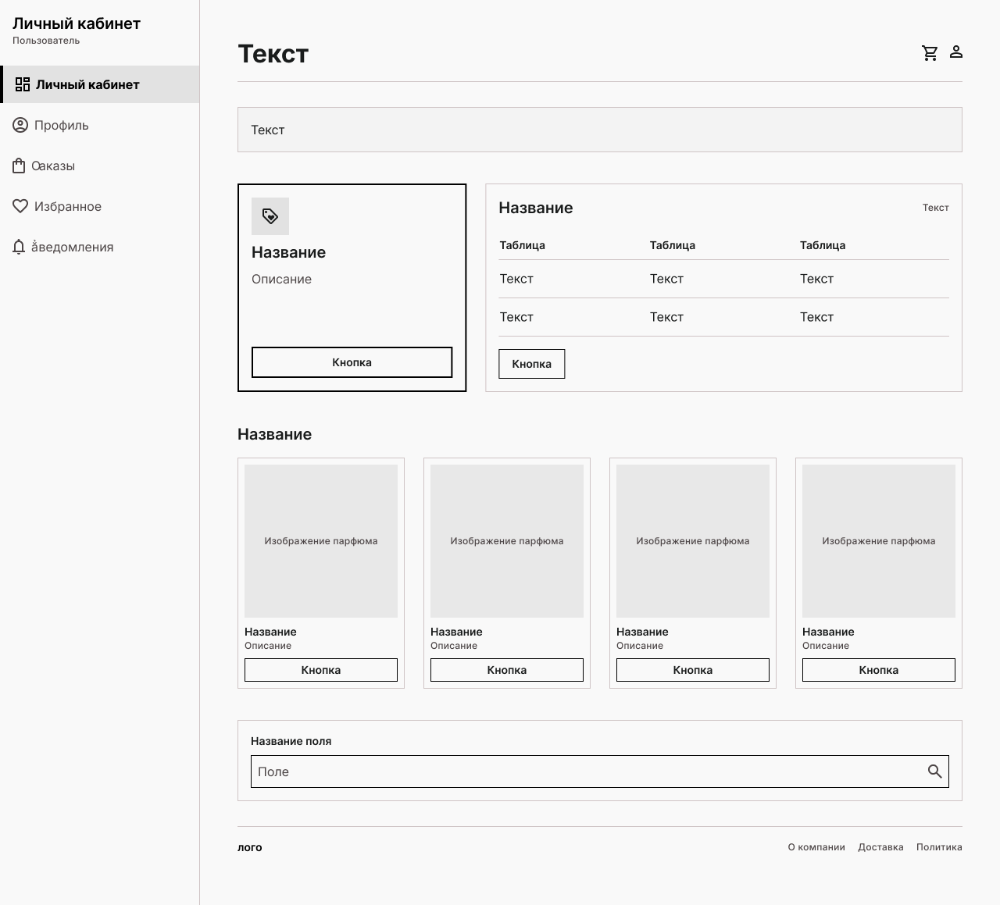 Личный кабинет
Пользователь
Личный кабинет
Профиль
Оаказы
Избранное
ведомления
Текст
Текст
Название
Описание
Кнопка
Название
Текст
Таблица Таблица Таблица
Текст Текст Текст
Текст Текст Текст
Кнопка
Название
Изображение парфюма
Название
Описание
Кнопка
Изображение парфюма
Название
Описание
Кнопка
Изображение парфюма
Название
Описание
Кнопка
Изображение парфюма
Название
Описание
Кнопка
Название поля
Поле
лого
О компании Доставка Политика